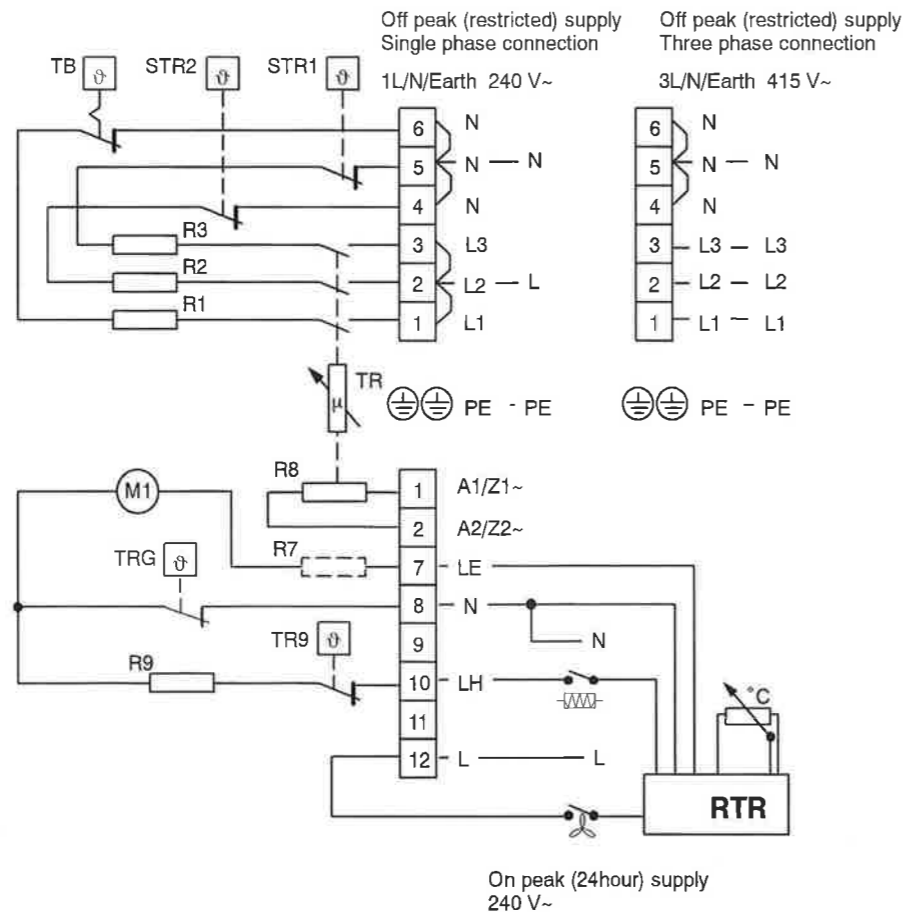 Off peak (restricted) supply
Single phase connection
1L/N/Earth 240 V~
Off peak (restricted) supply
Three phase connection
3L/N/Earth 415 V~
TB ϑ STR2 ϑ STR1 ϑ
6 N
5 N N
4 N
R3 3 L3
R2 2 L2 L
R1 1 L1
6 N
5 N N
4 N
3 L3 L3
2 L2 L2
1 L1 L1
μ TR
PE - PE
PE - PE
M1 R8 1 A1/Z1~
2 A2/Z2~
R7 7 LE
TRG ϑ
8 N
N
TR9 ϑ 9
R9 10 LH
11
12 L L
°C
RTR
On peak (24hour) supply
240 V~